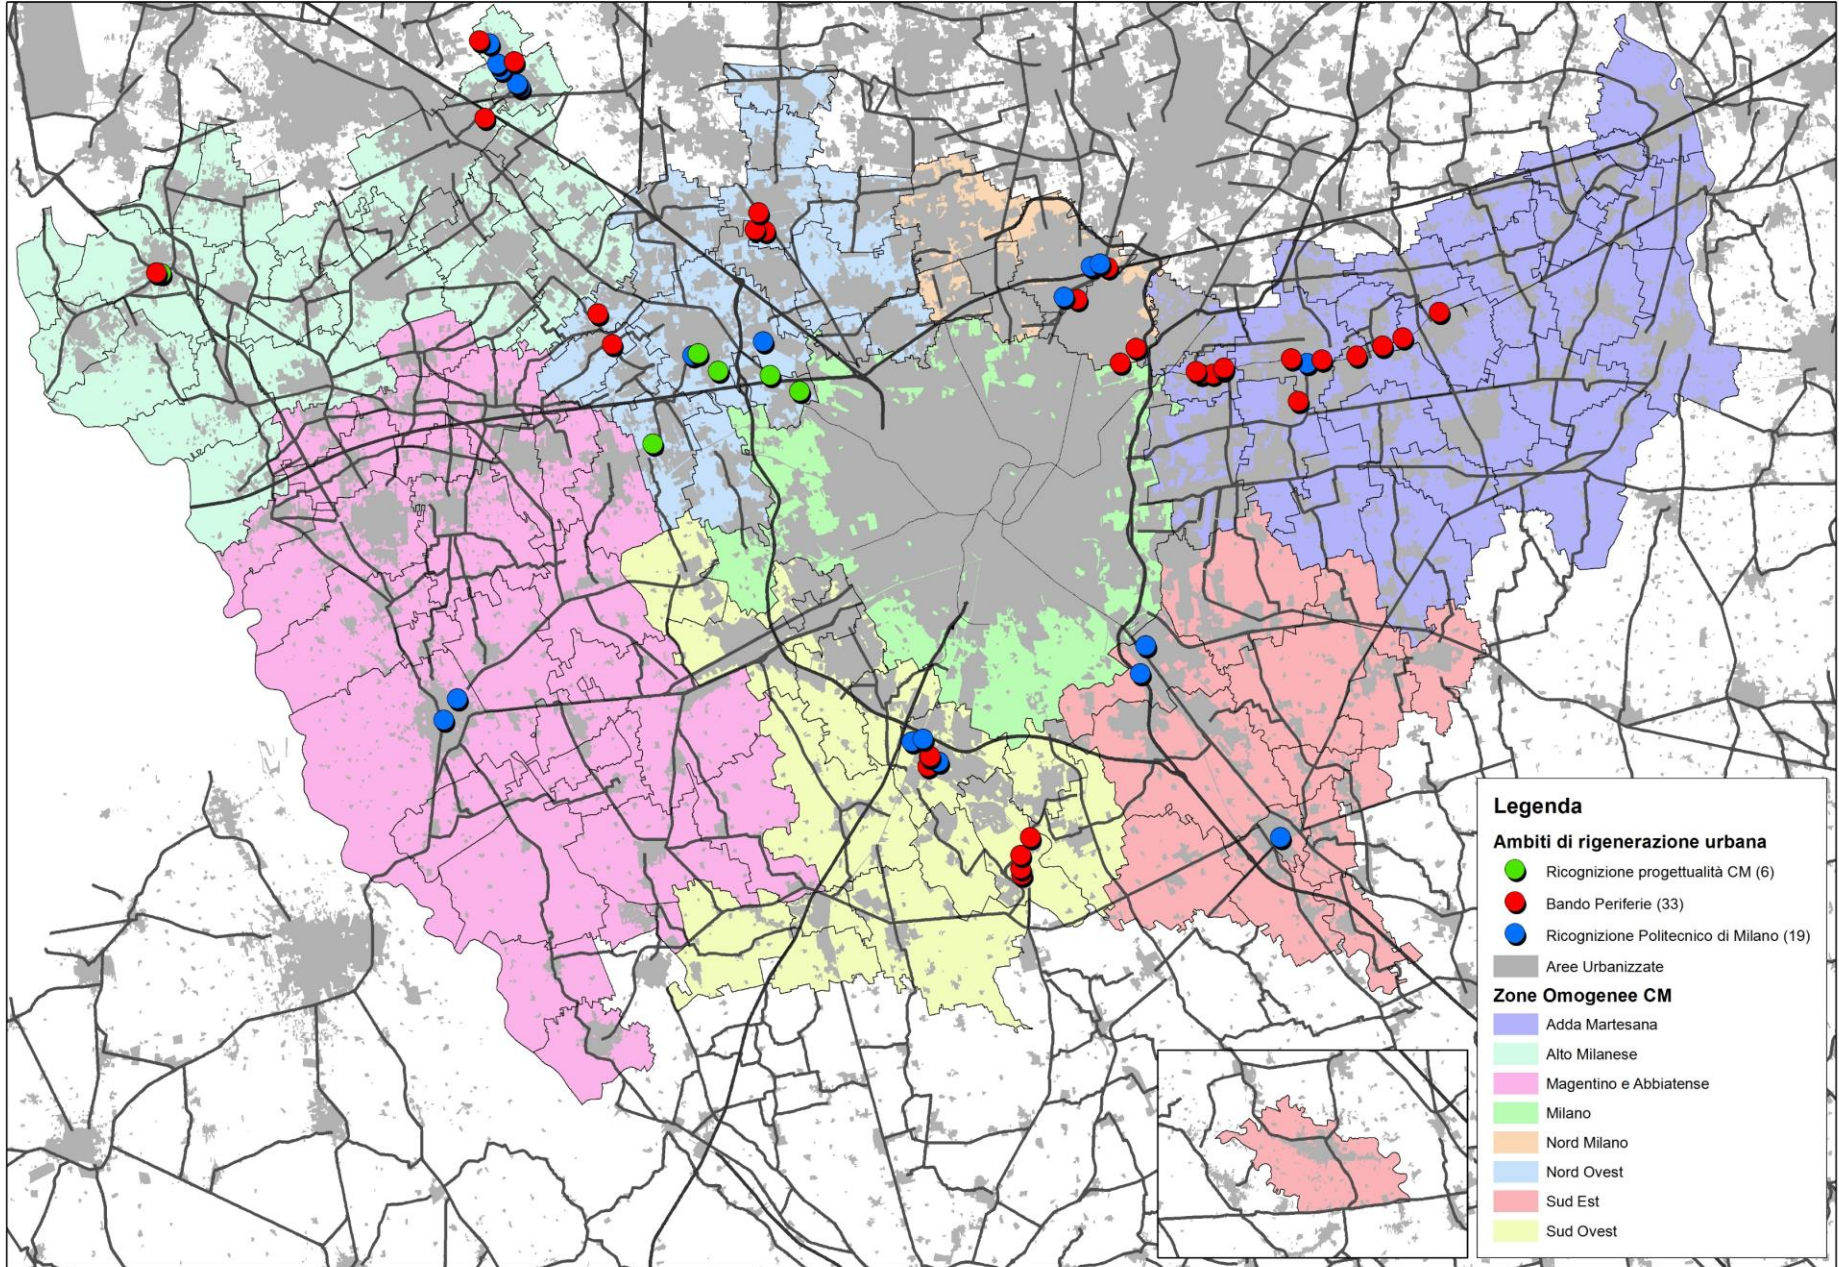 Legenda
Ambiti di rigenerazione urbana
Ricognizione progettualità CM (6)
Bando Periferie (33)
Ricognizione Politecnico di Milano (19)
Aree Urbanizzate
Zone Omogenee CM
Adda Martesana
Alto Milanese
Magentino e Abbiatense
Milano
Nord Milano
Nord Ovest
Sud Est
Sud Ovest